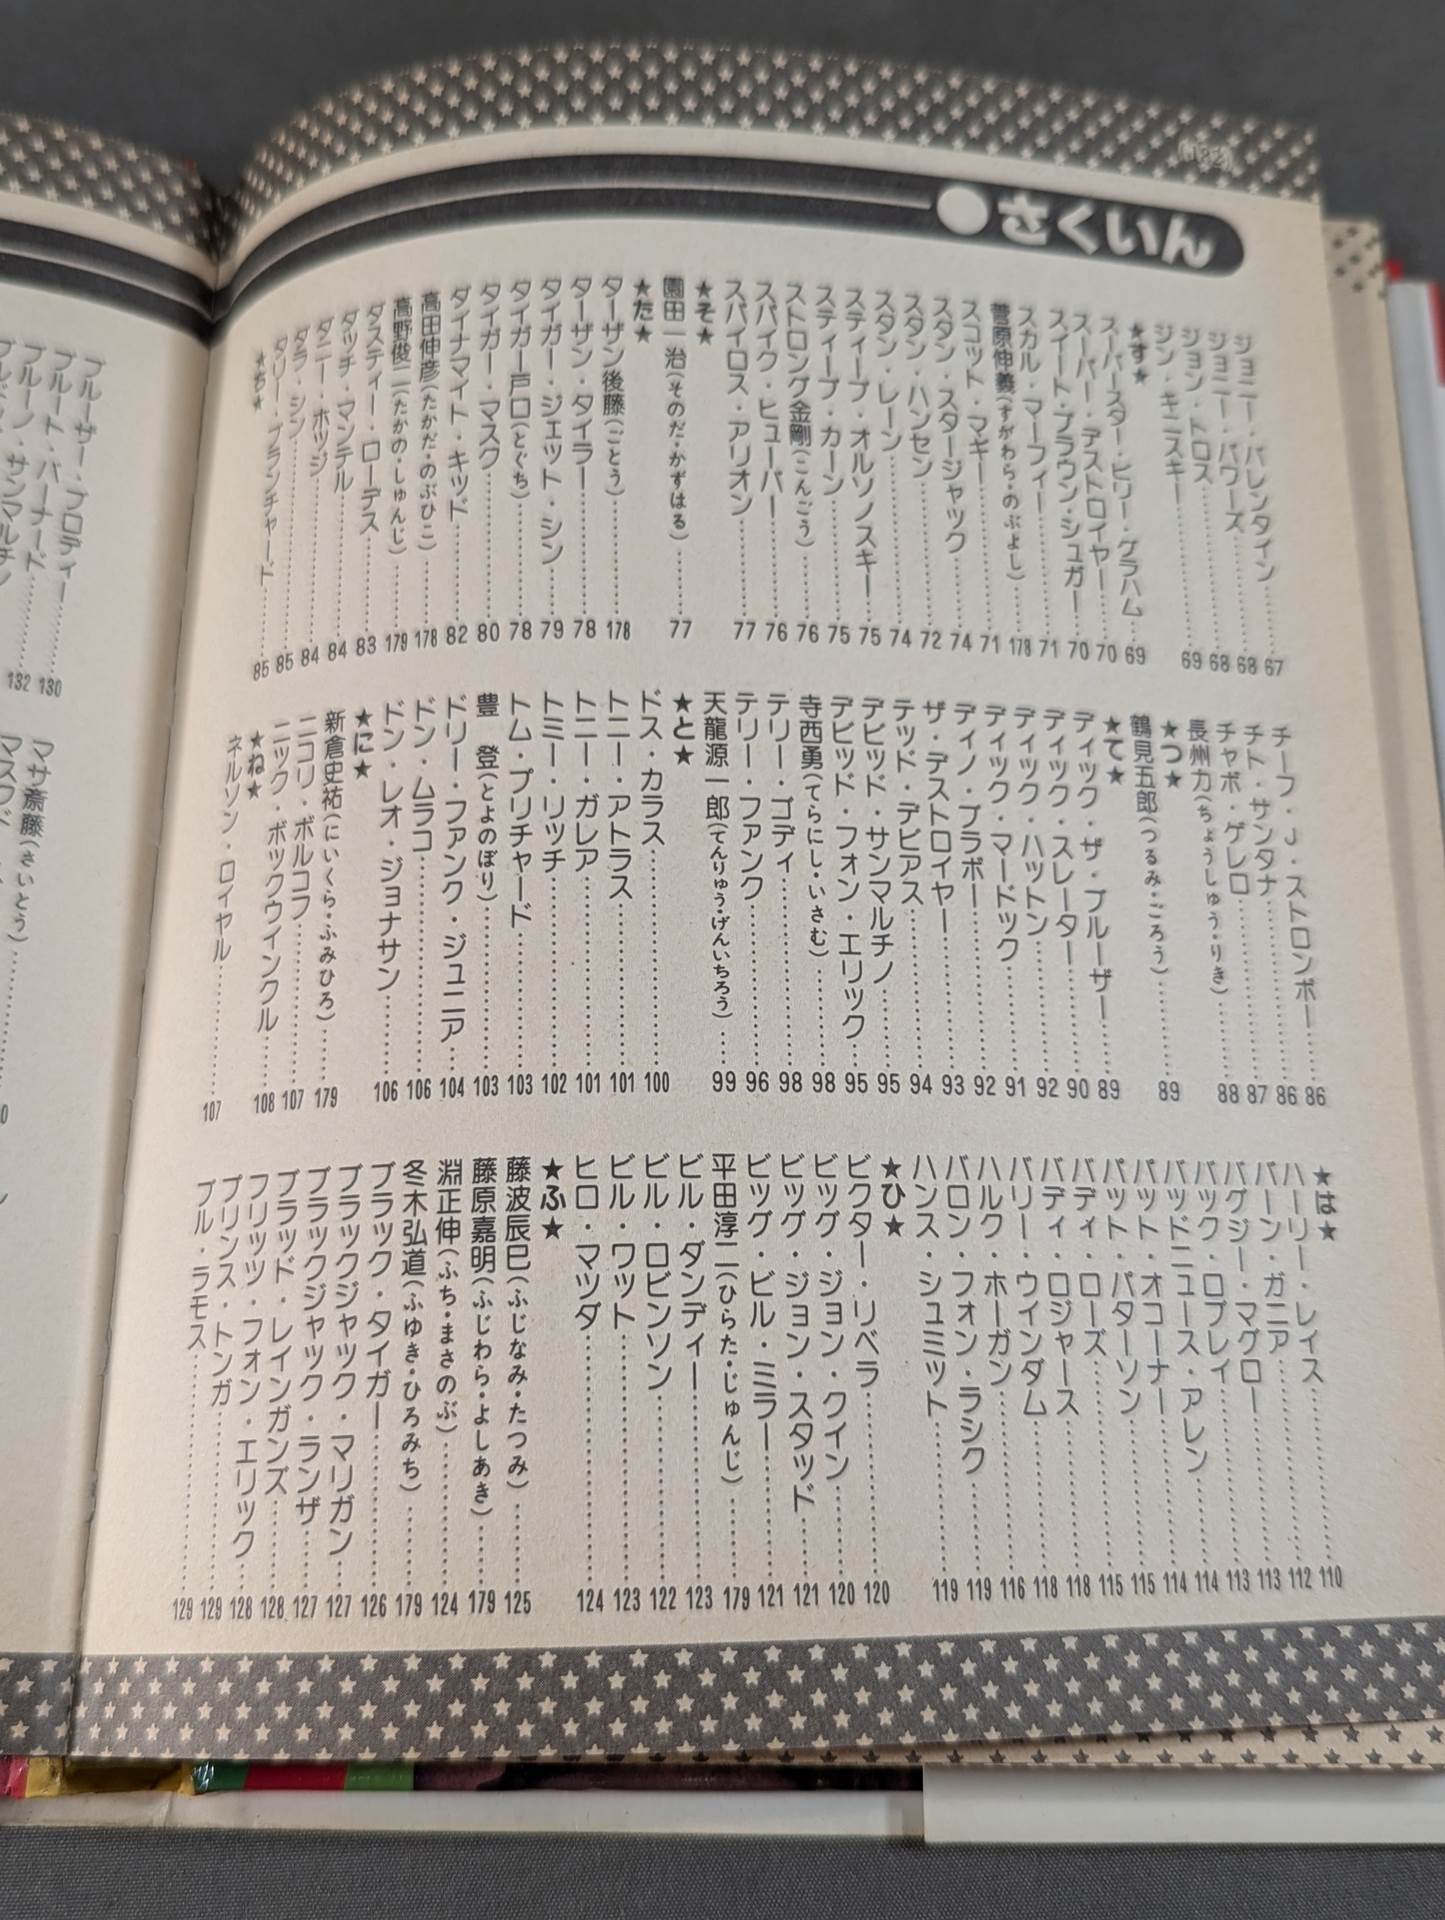 さくいん
ジョニー・バレンタイン……67
ジョニー・パワーズ……68
ジョン・トロス……68
ジン・キニスキー……69
★す★
スーパースター・ビリー・グラハム……69
スーパー・デストロイヤー……70
スイート・ブラウン・シュガー……70
スカル・マーフィー……71
菅原伸義(すがわら・のぶよし)……178
スコット・マギー……71
スタン・スタージャック……74
スタン・ハンセン……72
スタン・レーン……74
スティーブ・オルソノスキー……75
スティーブ・カーン……75
ストロング金剛(こんごう)……76
スパイク・ヒューバー……76
スパイロス・アリオン……77
★そ★
園田一治(そのだ・かずはる)……77
★た★
ターザン後藤(ごとう)……178
ターザン・タイラー……78
タイガー・ジェット・シン……79
タイガー戸口(とぐち)……78
タイガー・マスク……80
ダイナマイト・キッド……82
高田伸彦(たかだ・のぶひこ)……178
高野俊二(たかの・しゅんじ)……179
ダスティー・ローデス……83
ダッチ・マンテル……84
ダニー・ホッジ……84
ダラ・シン……85
タリー・ブランチャード……85
★ち★
チーフ・J・ストロンボー……86
チト・サンタナ……86
チャボ・ゲレロ……87
長州力(ちょうしゅう・りき)……88
★つ★
鶴見五郎(つるみ・ごろう)……89
★て★
ディック・ザ・ブルーザー……89
ディック・スレーター……90
ディック・ハットン……92
ディック・マードック……91
ディノ・ブラボー……92
ザ・デストロイヤー……93
テッド・デビアス……94
デビッド・サンマルチノ……95
デビッド・フォン・エリック……95
寺西勇(てらにし・いさむ)……98
テリー・ゴディ……98
テリー・ファンク……96
天龍源一郎(てんりゅう・げんいちろう)……99
★と★
ドス・カラス……100
トニー・アトラス……101
トニー・ガレア……101
トミー・リッチ……102
トム・プリチャード……103
豊 登(とよのぼり)……103
ドリー・ファンク・ジュニア……104
ドン・ムラコ……106
ドン・レオ・ジョナサン……106
★に★
新倉史祐(にいくら・ふみひろ)……179
ニコリ・ボルコフ……107
ニック・ボックウインクル……108
★ね★
ネルソン・ロイヤル……107
★は★
ハーリー・レイス……110
バーン・ガニア……112
バグジー・マグロー……113
バック・ロブレイ……113
バッドニュース・アレン……114
パット・オコーナー……114
パット・パターソン……115
バディ・ローズ……115
バディ・ロジャース……118
バリー・ウインダム……118
ハルク・ホーガン……116
バロン・フォン・ラシク……119
ハンス・シュミット……119
★ひ★
ビクター・リベラ……120
ビッグ・ジョン・クイン……120
ビッグ・ジョン・スタッド……121
ビッグ・ビル・ミラー……121
平田淳二(ひらた・じゅんじ)……179
ビル・ダンディー……123
ビル・ロビンソン……122
ビル・ワット……123
ヒロ・マツダ……124
★ふ★
藤波辰巳(ふじなみ・たつみ)……125
藤原嘉明(ふじわら・よしあき)……179
淵正伸(ふち・まさのぶ)……124
冬木弘道(ふゆき・ひろみち)……179
ブラック・タイガー……126
ブラックジャック・マリガン……127
ブラックジャック・ランザ……127
ブラッド・レインガンズ……128
フリッツ・フォン・エリック……128
プリンス・トンガ……129
ブル・ラモス……129
ブルーザー・ブロディー……130
ブルート・バーナード……132
ブルーノ・サンマルチノ
マサ斎藤(さいとう)……